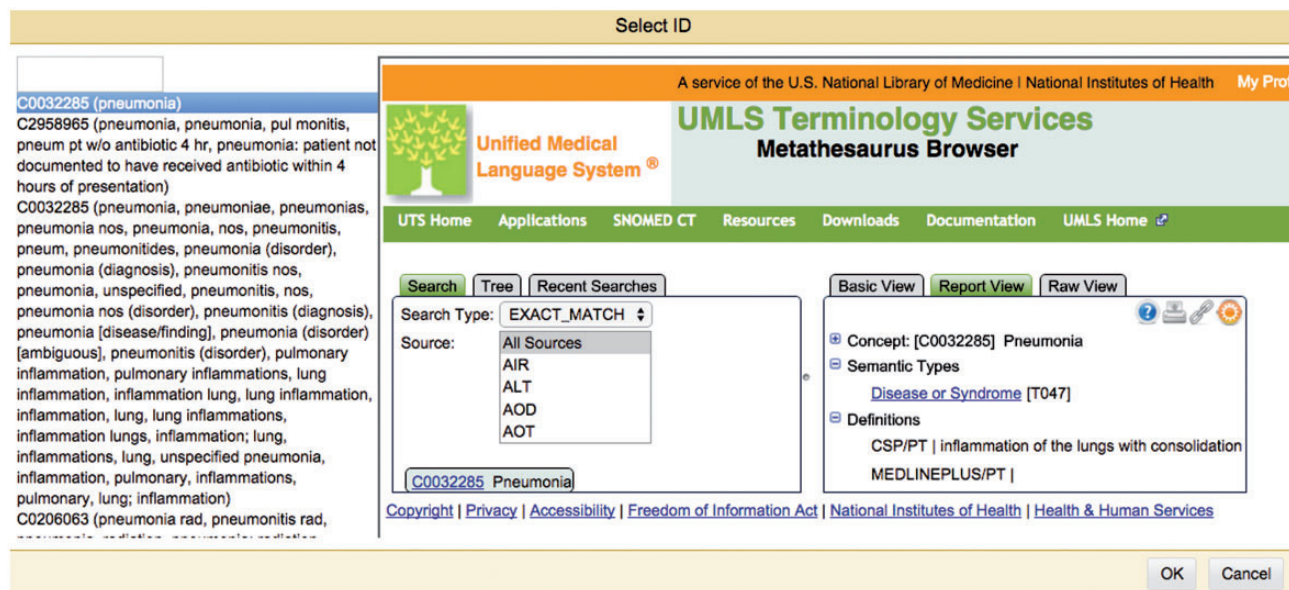 Select ID
C0032285 (pneumonia)
C2958965 (pneumonia, pneumonia, pul monitis,
pneum pt w/o antibiotic 4 hr, pneumonia: patient not
documented to have received antibiotic within 4
hours of presentation)
C0032285 (pneumonia, pneumoniae, pneumonias,
pneumonia nos, pneumonia, nos, pneumonitis,
pneum, pneumonitides, pneumonia (disorder),
pneumonia (diagnosis), pneumonitis nos,
pneumonia, unspecified, pneumonitis, nos,
pneumonia nos (disorder), pneumonitis (diagnosis),
pneumonia [disease/finding], pneumonia (disorder)
[ambiguous], pneumonitis (disorder), pulmonary
inflammation, pulmonary inflammations, lung
inflammation, inflammation lung, lung inflammation,
inflammation, lung, lung inflammations,
inflammation lungs, inflammation; lung,
inflammations, lung, unspecified pneumonia,
inflammation, pulmonary, inflammations,
pulmonary, lung; inflammation)
C0206063 (pneumonia rad, pneumonitis rad,
A service of the U.S. National Library of Medicine | National Institutes of Health My Prof
Unified Medical
Language System ®
UMLS Terminology Services
Metathesaurus Browser
UTS Home Applications SNOMED CT Resources Downloads Documentation UMLS Home
Search Tree Recent Searches
Search Type: EXACT_MATCH
Source: All Sources
AIR
ALT
AOD
AOT
C0032285 Pneumonia
Basic View Report View Raw View
Concept: [C0032285] Pneumonia
Semantic Types
Disease or Syndrome [T047]
Definitions
CSP/PT | inflammation of the lungs with consolidation
MEDLINEPLUS/PT |
Copyright | Privacy | Accessibility | Freedom of Information Act | National Institutes of Health | Health & Human Services
OK Cancel